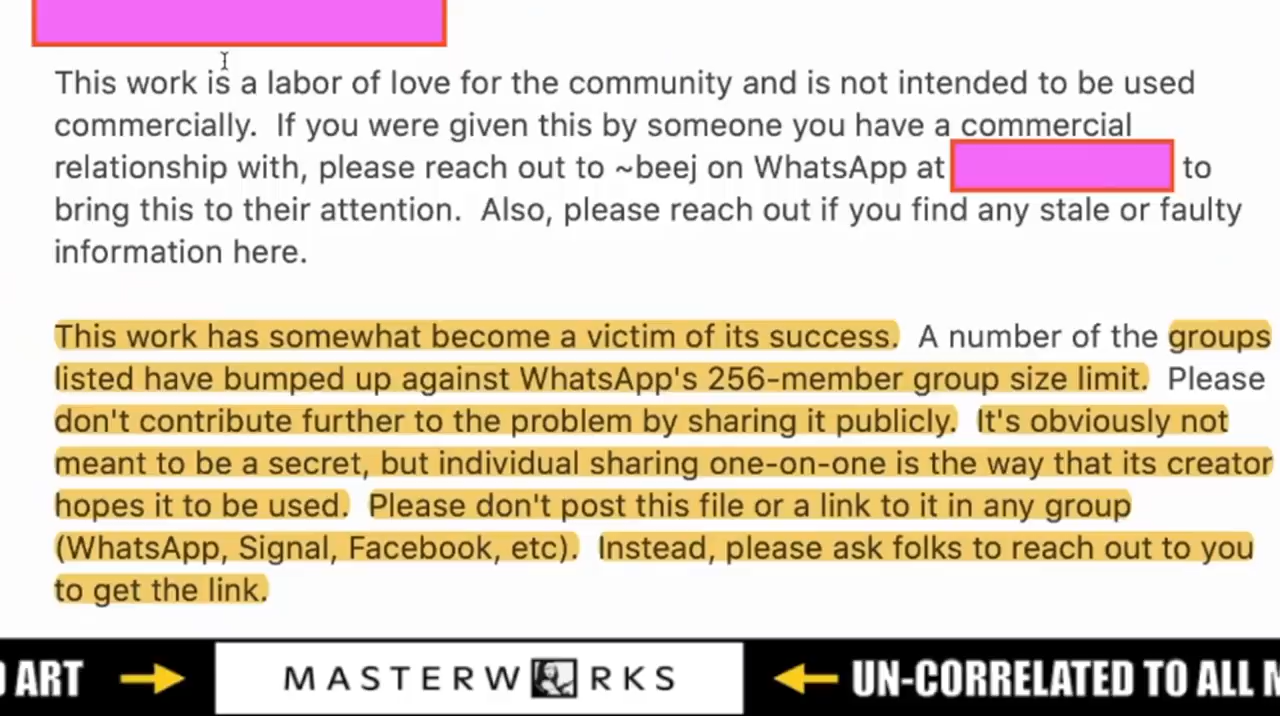 This work is a labor of love for the community and is not intended to be used
commercially.  If you were given this by someone you have a commercial
relationship with, please reach out to ~beej on WhatsApp at to
bring this to their attention.  Also, please reach out if you find any stale or faulty
information here.
This work has somewhat become a victim of its success.  A number of the groups
listed have bumped up against WhatsApp's 256-member group size limit.  Please
don't contribute further to the problem by sharing it publicly.  It's obviously not
meant to be a secret, but individual sharing one-on-one is the way that its creator
hopes it to be used.  Please don't post this file or a link to it in any group
(WhatsApp, Signal, Facebook, etc).  Instead, please ask folks to reach out to you
to get the link.
ART MASTERWORKS UN-CORRELATED TO ALL